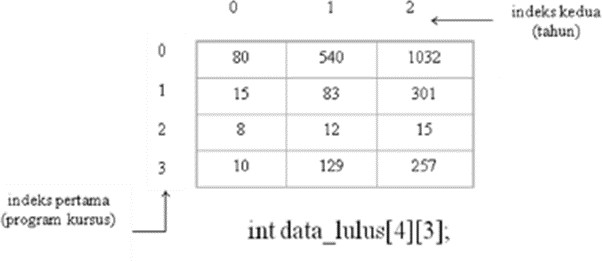 0 1 2
indeks kedua
(tahun)
0 80 540 1032
1 15 83 301
2 8 12 15
3 10 129 257
indeks pertama
(program kursus)
int data_lulus[4][3];